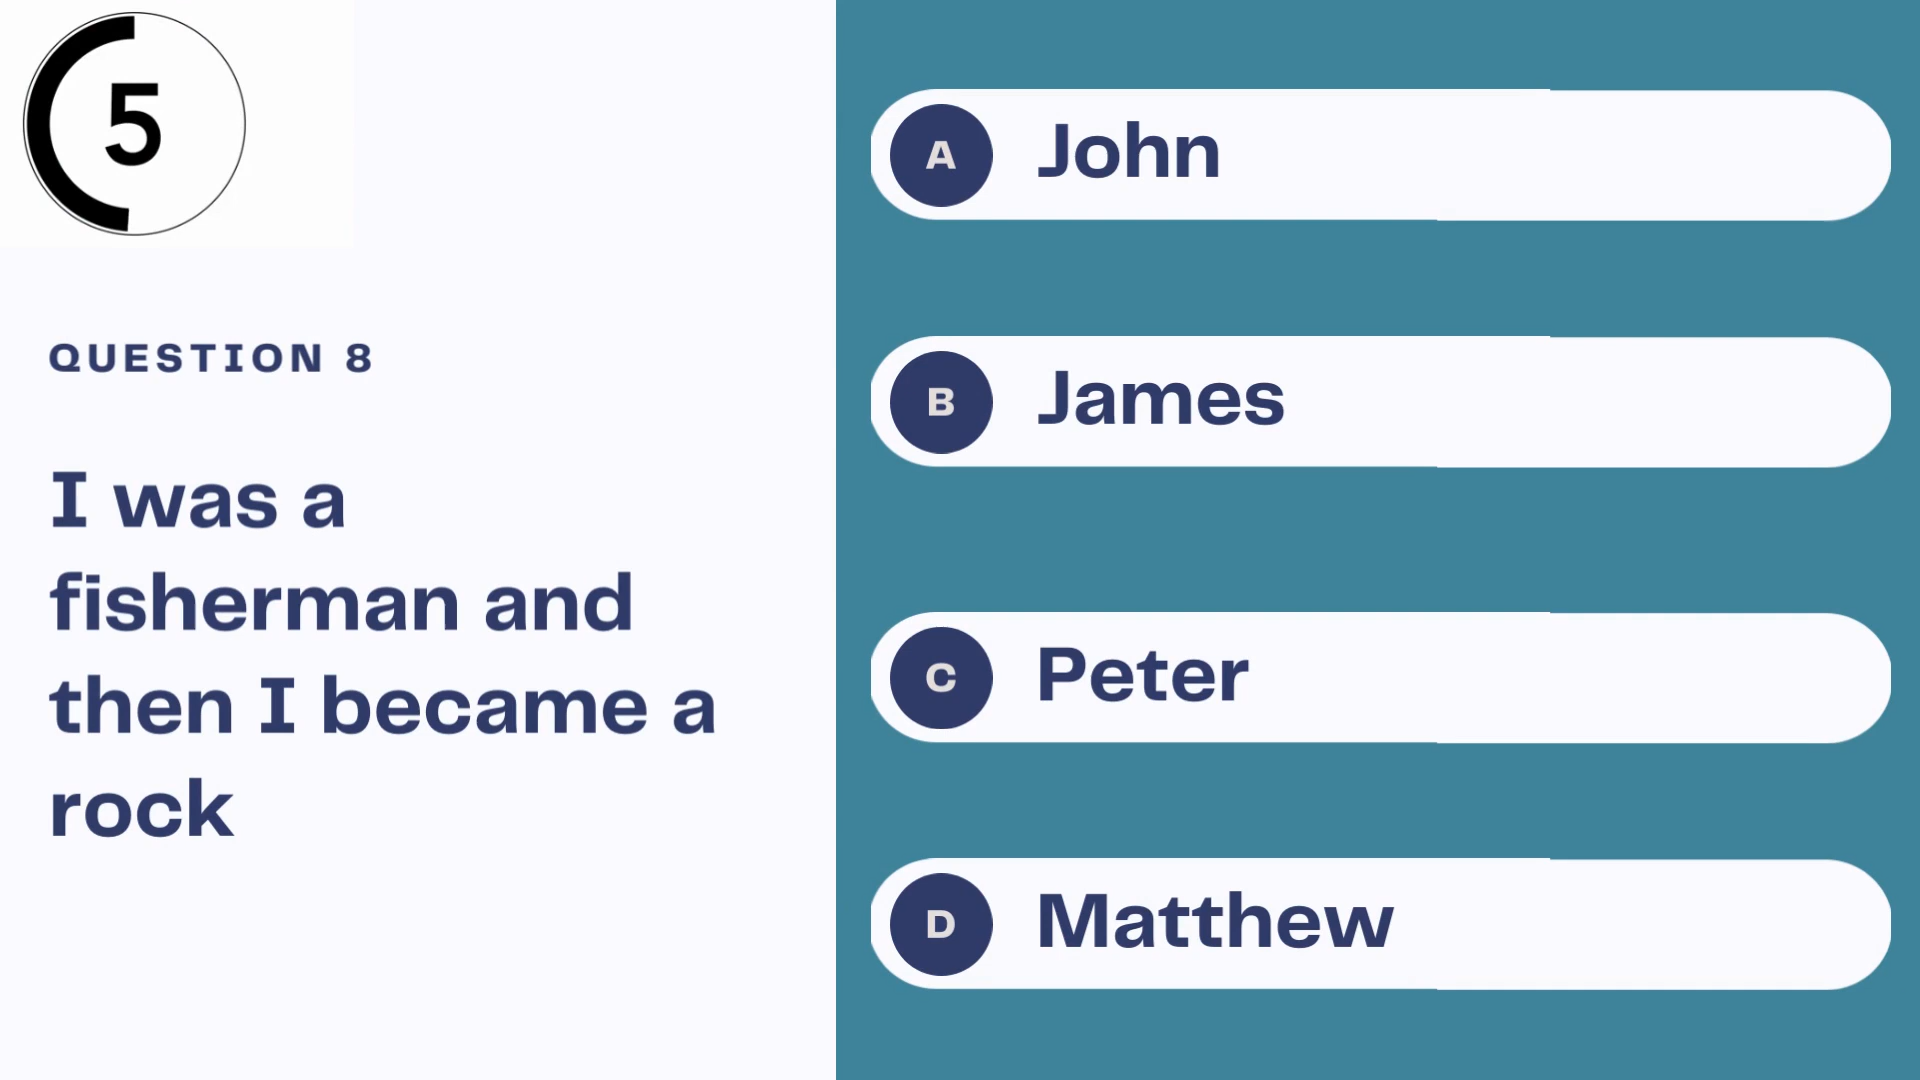 5
QUESTION 8
I was a
fisherman and
then I became a
rock
A John
B James
C Peter
D Matthew